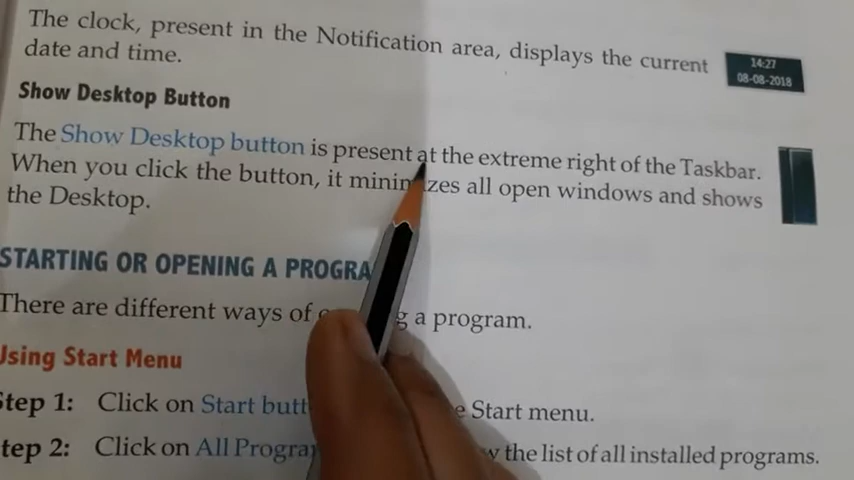 The clock, present in the Notification area, displays the current
date and time.
14:27
08-08-2018
Show Desktop Button
The Show Desktop button is present at the extreme right of the Taskbar.
When you click the button, it minimizes all open windows and shows
the Desktop.
STARTING OR OPENING A PROGRA
There are different ways of g a program.
Using Start Menu
Step 1: Click on Start butt e Start menu.
tep 2: Click on All Progra w the list of all installed programs.